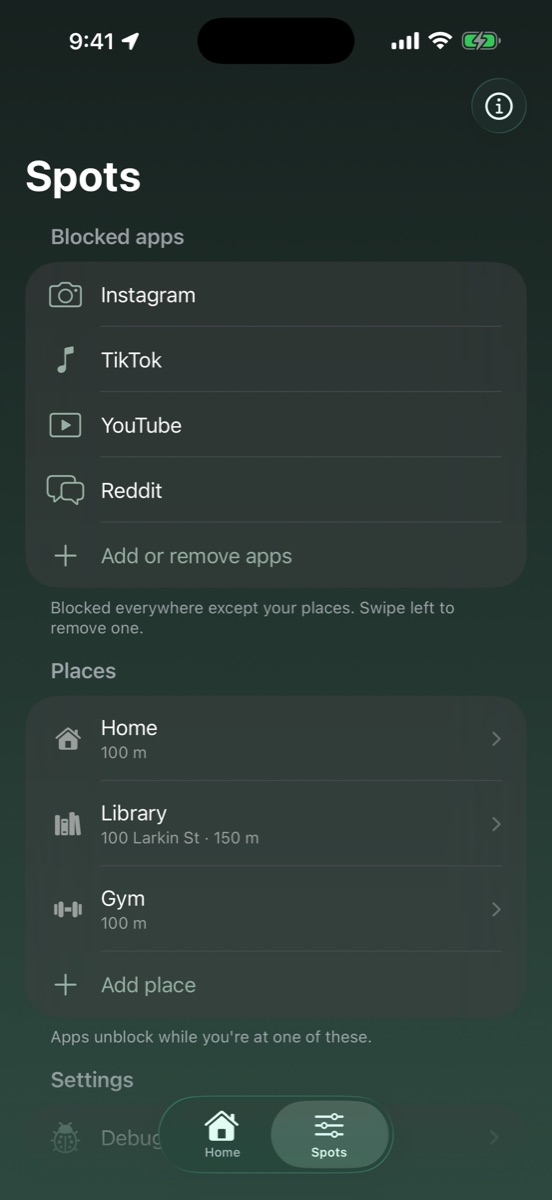 9:41
Spots
Blocked apps
Instagram
TikTok
YouTube
Reddit
Add or remove apps
Blocked everywhere except your places. Swipe left to
remove one.
Places
Home
100 m
Library
100 Larkin St · 150 m
Gym
100 m
Add place
Apps unblock while you're at one of these.
Settings
Debug
Home
Spots